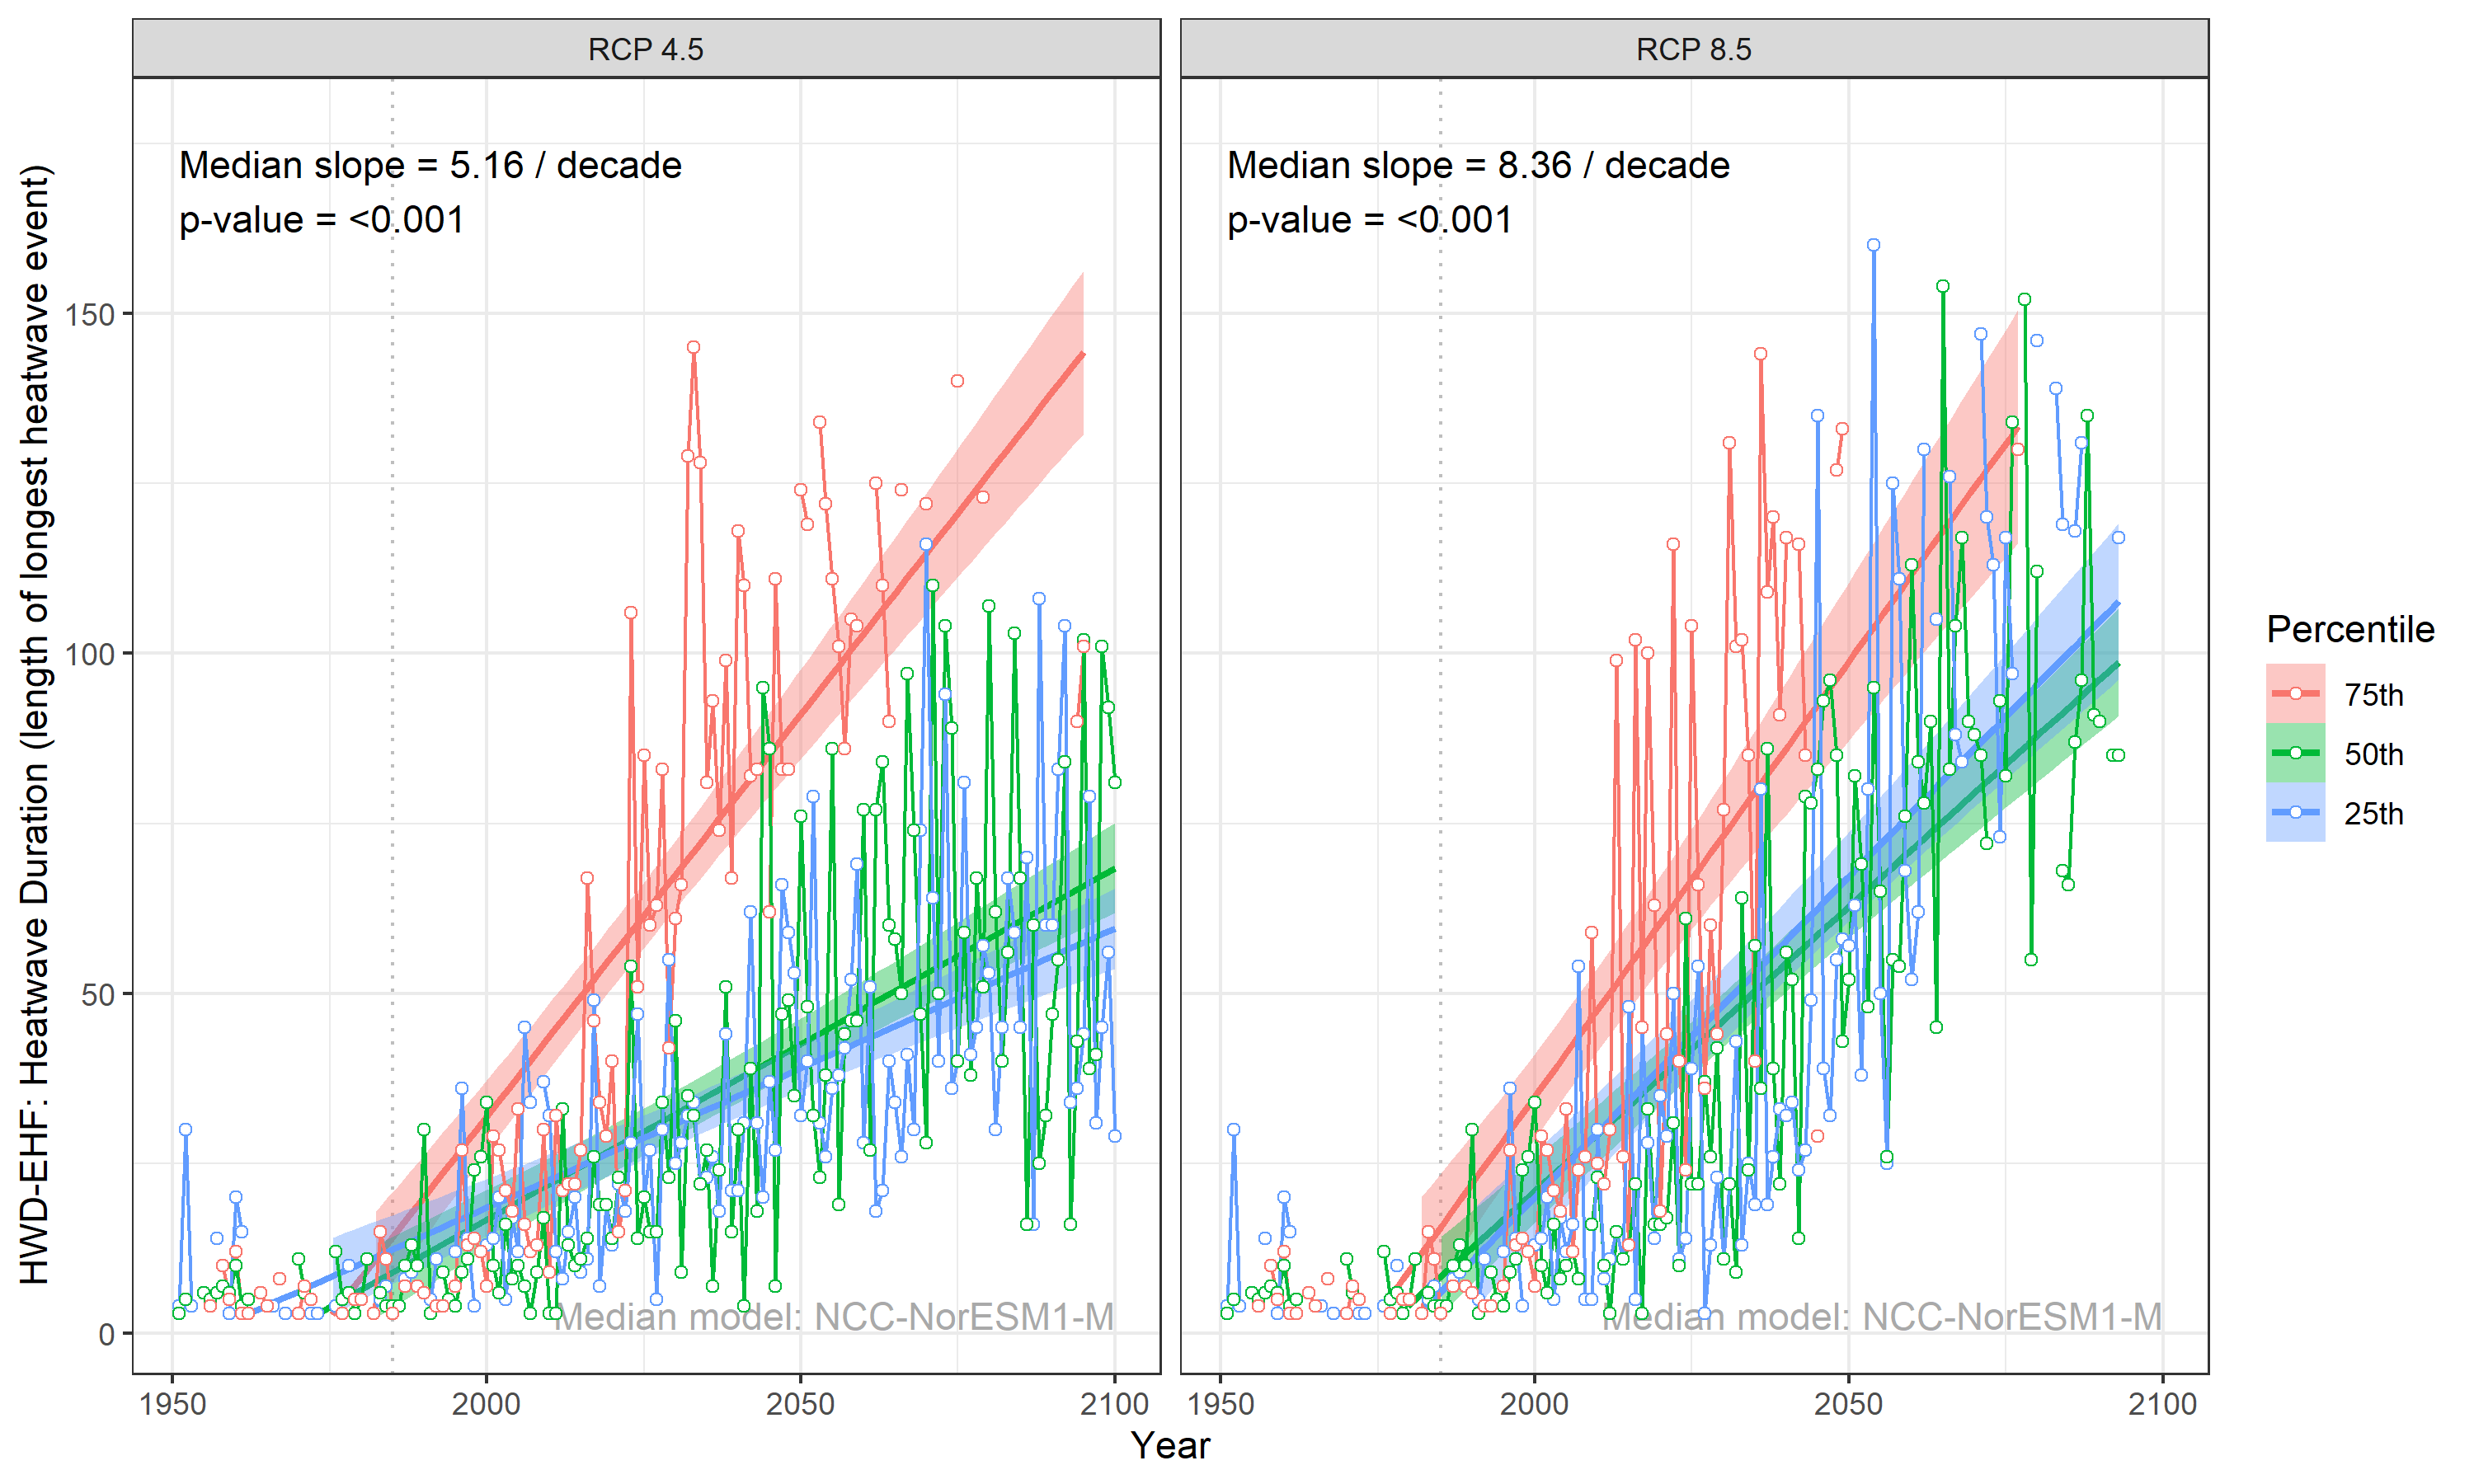 RCP 4.5
RCP 8.5
Median slope = 5.16 / decade
p-value = <0.001
Median slope = 8.36 / decade
p-value = <0.001
HWD-EHF: Heatwave Duration (length of longest heatwave event)
150
100
50
0
Median model: NCC-NorESM1-M
Median model: NCC-NorESM1-M
1950
2000
2050
2100
1950
2000
2050
2100
Year
Percentile
75th
50th
25th